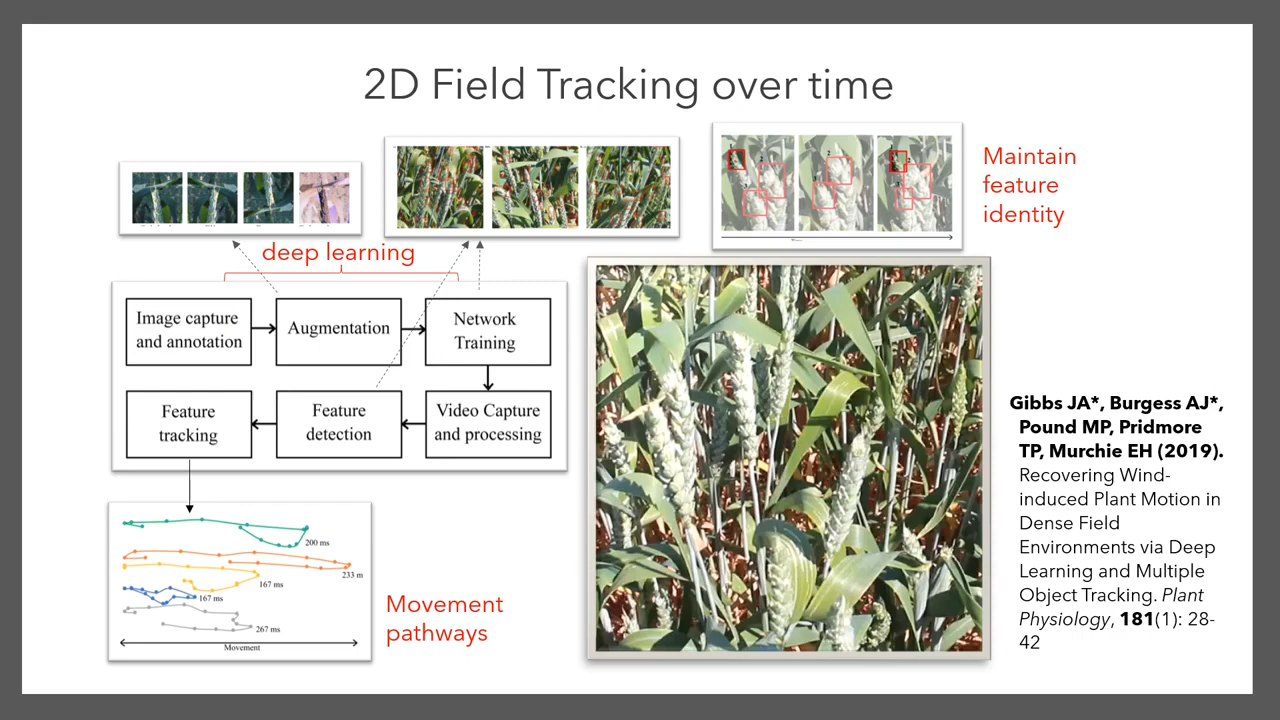 2D Field Tracking over time
Maintain
feature
identity
deep learning
Image capture
and annotation
Augmentation
Network
Training
Feature
tracking
Feature
detection
Video Capture
and processing
200 ms
233 m
167 ms
167 ms
267 ms
Movement
Movement
pathways
Gibbs JA*, Burgess AJ*,
Pound MP, Pridmore
TP, Murchie EH (2019).
Recovering Wind-
induced Plant Motion in
Dense Field
Environments via Deep
Learning and Multiple
Object Tracking. Plant
Physiology, 181(1): 28-
42